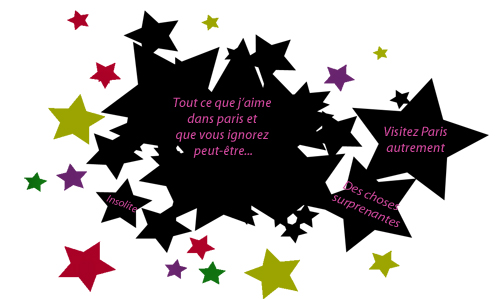 Tout ce que j'aime
dans paris et
que vous ignorez
peut-être...
Visitez Paris
autrement
Des choses
surprenantes
Insolite